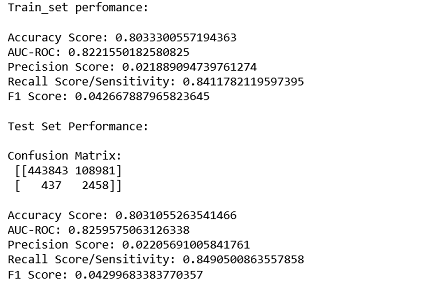 Train_set perfomance:
Accuracy Score: 0.8033300557194363
AUC-ROC: 0.8221550182580825
Precision Score: 0.021889094739761274
Recall Score/Sensitivity: 0.8411782119597395
F1 Score: 0.042667887965823645
Test Set Performance:
Confusion Matrix:
[[443843 108981]
[ 437 2458]]
Accuracy Score: 0.8031055263541466
AUC-ROC: 0.8259575063126338
Precision Score: 0.02205691005841761
Recall Score/Sensitivity: 0.8490500863557858
F1 Score: 0.04299683383770357